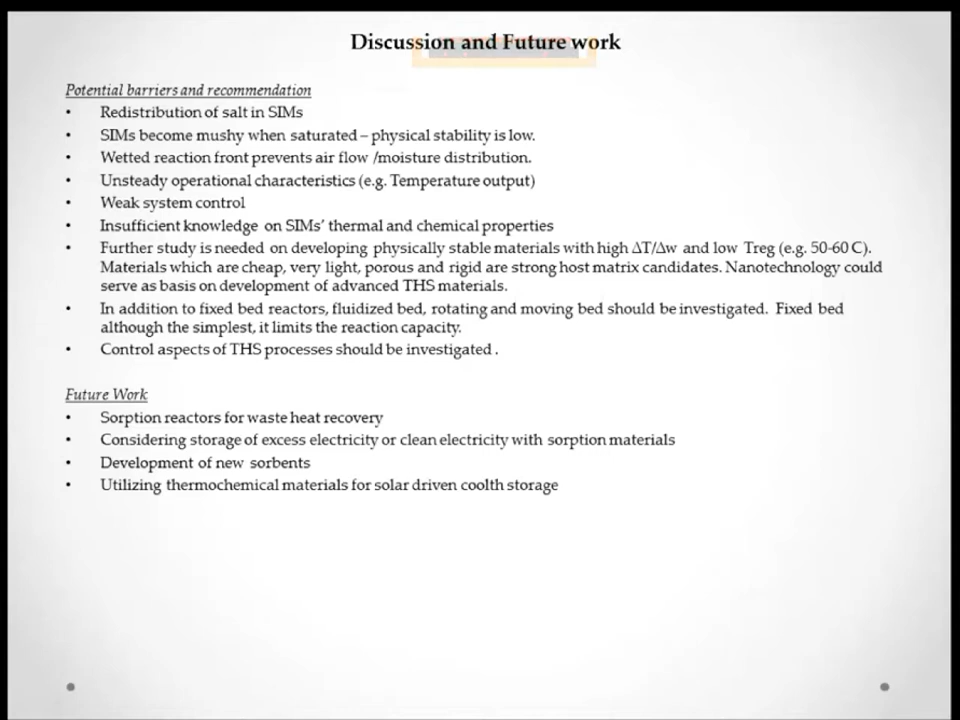 Discussion and Future work
Potential barriers and recommendation
• Redistribution of salt in SIMs
• SIMs become mushy when saturated – physical stability is low.
• Wetted reaction front prevents air flow /moisture distribution.
• Unsteady operational characteristics (e.g. Temperature output)
• Weak system control
• Insufficient knowledge on SIMs' thermal and chemical properties
• Further study is needed on developing physically stable materials with high ΔT/Δw and low Treg (e.g. 50-60 C).
Materials which are cheap, very light, porous and rigid are strong host matrix candidates. Nanotechnology could
serve as basis on development of advanced THS materials.
• In addition to fixed bed reactors, fluidized bed, rotating and moving bed should be investigated. Fixed bed
although the simplest, it limits the reaction capacity.
• Control aspects of THS processes should be investigated .
Future Work
• Sorption reactors for waste heat recovery
• Considering storage of excess electricity or clean electricity with sorption materials
• Development of new sorbents
• Utilizing thermochemical materials for solar driven coolth storage